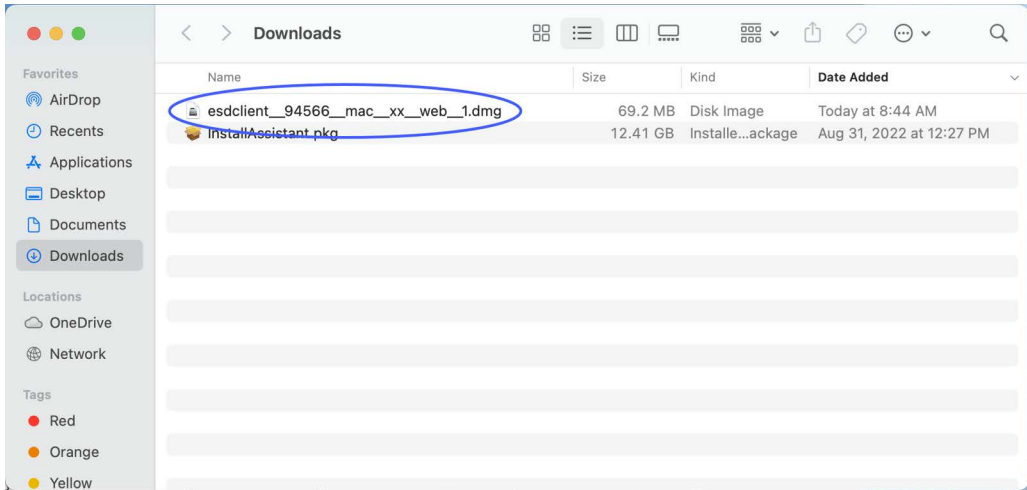 Downloads
Favorites
AirDrop
Recents
Applications
Desktop
Documents
Downloads
Locations
OneDrive
Network
Tags
Red
Orange
Yellow
Name Size Kind Date Added
esdclient__94566__mac__xx__web__1.dmg 69.2 MB Disk Image Today at 8:44 AM
InstallAssistant.pkg 12.41 GB Installe...ackage Aug 31, 2022 at 12:27 PM